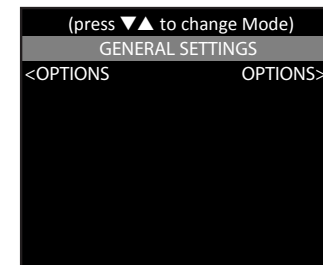 (press ▼▲ to change Mode)
GENERAL SETTINGS
<OPTIONS OPTIONS>